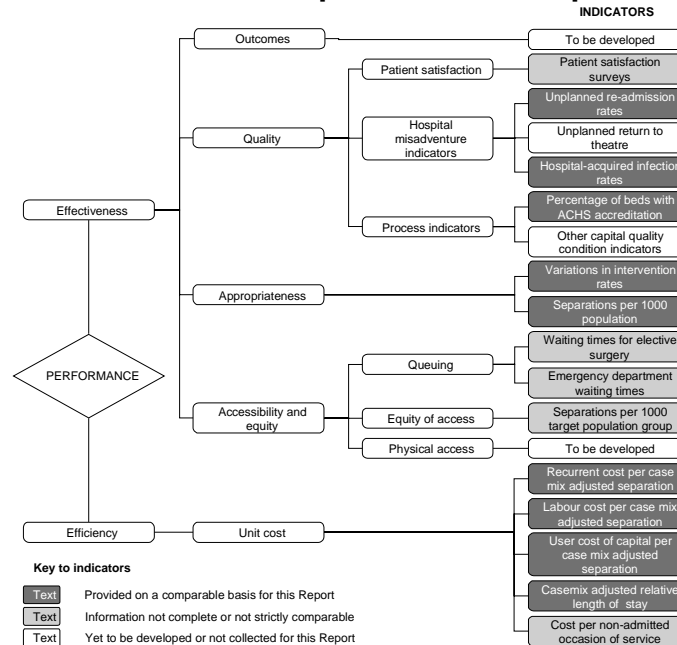 INDICATORS
Outcomes
To be developed
Patient satisfaction
Patient satisfaction
surveys
Quality
Hospital
misadventure
indicators
Unplanned re-admission
rates
Unplanned return to
theatre
Hospital-acquired infection
rates
Effectiveness
Process indicators
Percentage of beds with
ACHS accreditation
Other capital quality
condition indicators
Appropriateness
Variations in intervention
rates
Separations per 1000
population
PERFORMANCE
Accessibility and
equity
Queuing
Waiting times for elective
surgery
Emergency department
waiting times
Equity of access
Separations per 1000
target population group
Physical access
To be developed
Efficiency
Unit cost
Recurrent cost per case
mix adjusted separation
Labour cost per case mix
adjusted separation
User cost of capital per
case mix adjusted
separation
Casemix adjusted relative
length of stay
Cost per non-admitted
occasion of service
Key to indicators
Text Provided on a comparable basis for this Report
Text Information not complete or not strictly comparable
Text Yet to be developed or not collected for this Report